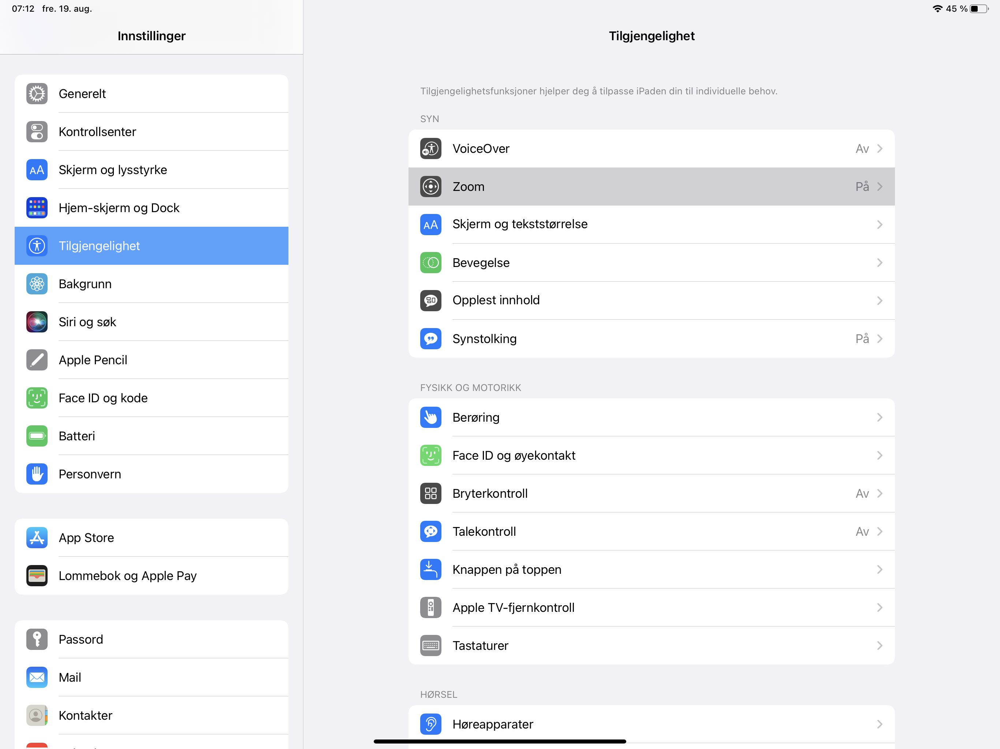 07:12 fre. 19. aug.
45 %
Innstillinger
Generelt
Kontrollsenter
AA Skjerm og lysstyrke
Hjem-skjerm og Dock
Tilgjengelighet
Bakgrunn
Siri og søk
Apple Pencil
Face ID og kode
Batteri
Personvern
App Store
Lommebok og Apple Pay
Passord
Mail
Kontakter
Tilgjengelighet
Tilgjengelighetsfunksjoner hjelper deg å tilpasse iPaden din til individuelle behov.
SYN
VoiceOver Av
Zoom På
AA Skjerm og tekststørrelse
Bevegelse
Opplest innhold
Synstolking På
FYSIKK OG MOTORIKK
Berøring
Face ID og øyekontakt
Bryterkontroll Av
Talekontroll Av
Knappen på toppen
Apple TV-fjernkontroll
Tastaturer
HØRSEL
Høreapparater